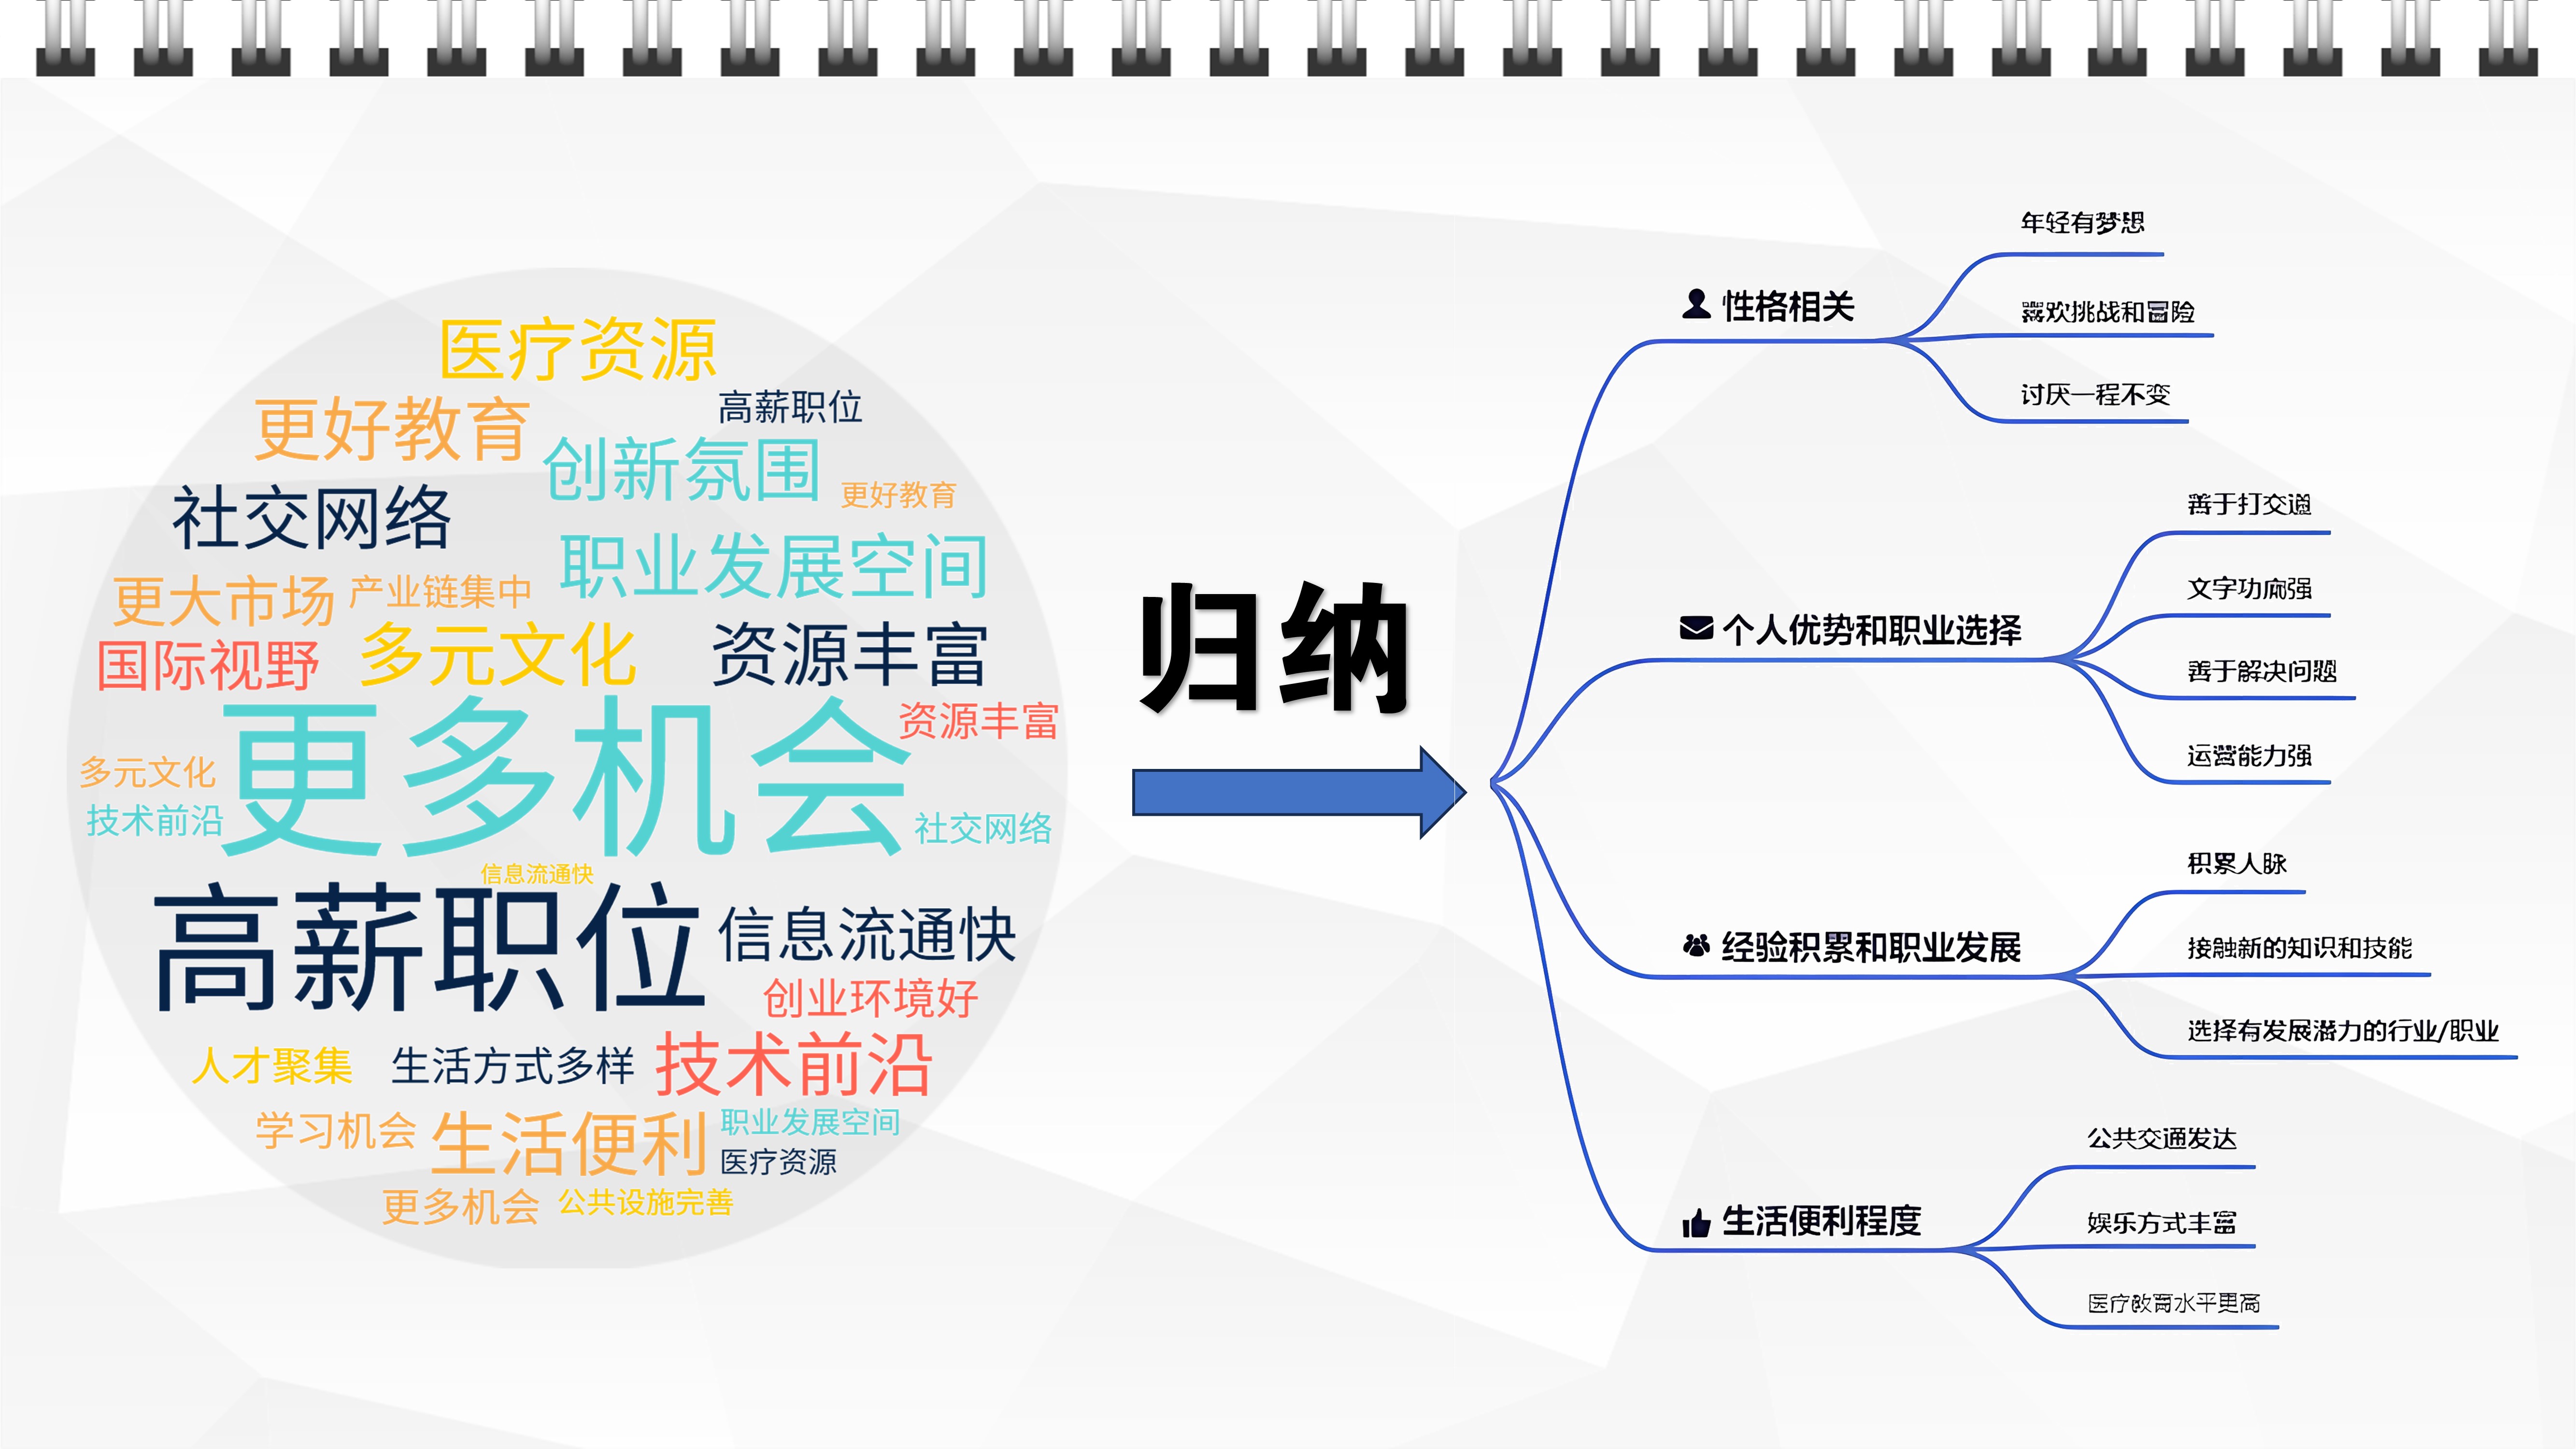 医疗资源
高薪职位
更好教育
创新氛围
更好教育
社交网络
职业发展空间
更大市场
产业链集中
国际视野
多元文化
资源丰富
资源丰富
更多机会
多元文化
技术前沿
社交网络
信息流通快
高薪职位
信息流通快
创业环境好
人才聚集
生活方式多样
技术前沿
学习机会
生活便利
职业发展空间
医疗资源
更多机会
公共设施完善
归纳
性格相关
年轻有梦想
喜欢挑战和冒险
讨厌一程不变
个人优势和职业选择
善于打交道
文字功底强
善于解决问题
运营能力强
经验积累和职业发展
积累人脉
接触新的知识和技能
选择有发展潜力的行业/职业
生活便利程度
公共交通发达
娱乐方式丰富
医疗教育水平更高